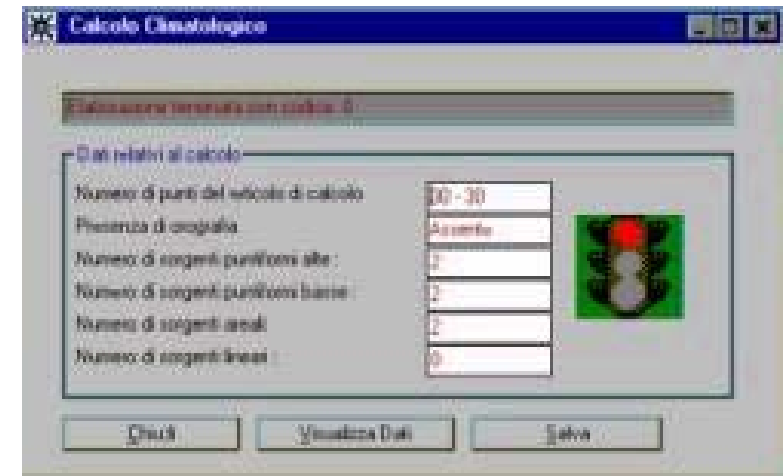 Calcolo Climatologico
Elaborazione terminata con codice: 0
Dati relativi al calcolo
Numero di punti del reticolo di calcolo
30 - 30
Presenza di orografia
Assente
Numero di sorgenti puntiformi alte :
2
Numero di sorgenti puntiformi basse :
2
Numero di sorgenti areali
2
Numero di sorgenti lineari :
0
Chiudi
Visualizza Dati
Salva